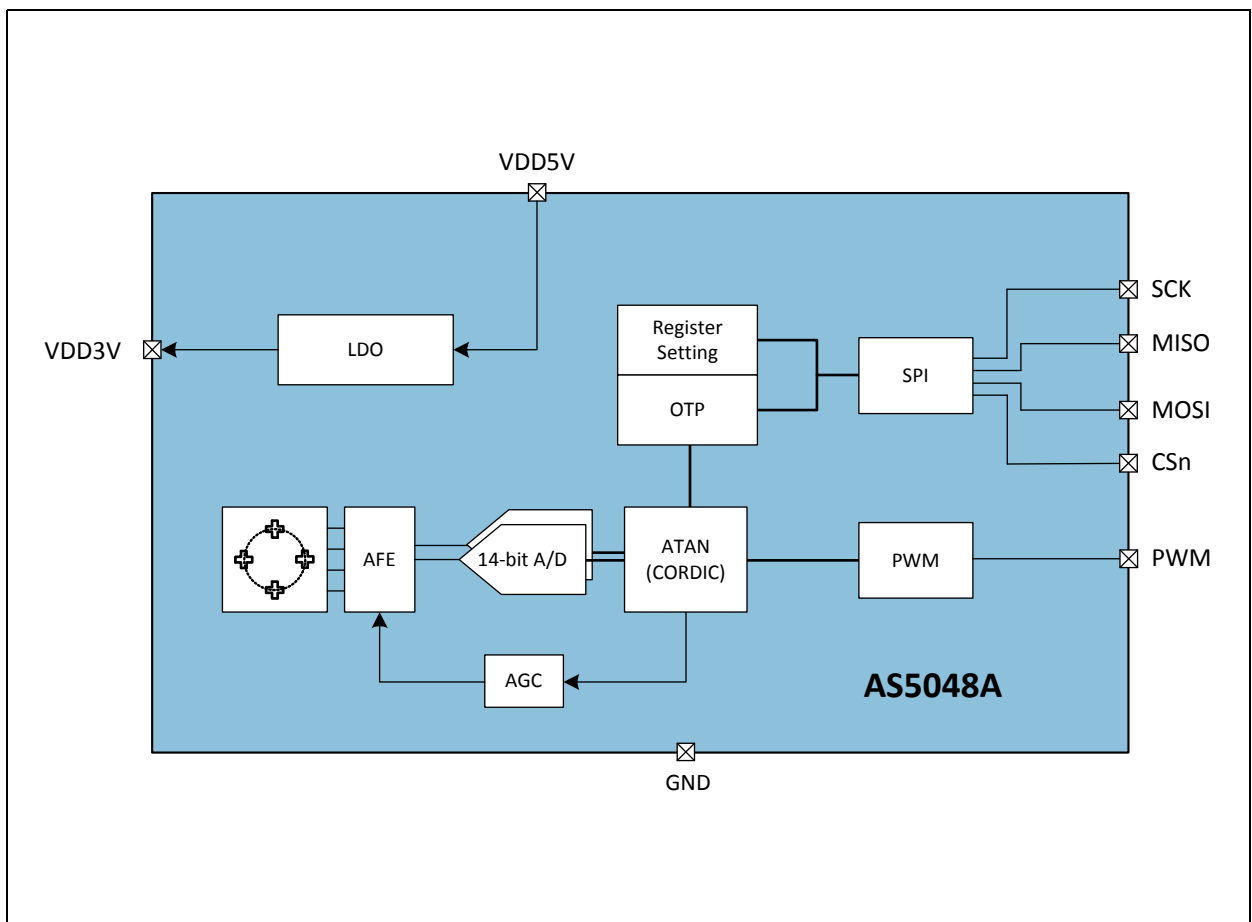 VDD5V
VDD3V
LDO
Register
Setting
OTP
SPI
SCK
MISO
MOSI
CSn
AFE
14-bit A/D
ATAN
(CORDIC)
PWM
PWM
AGC
AS5048A
GND